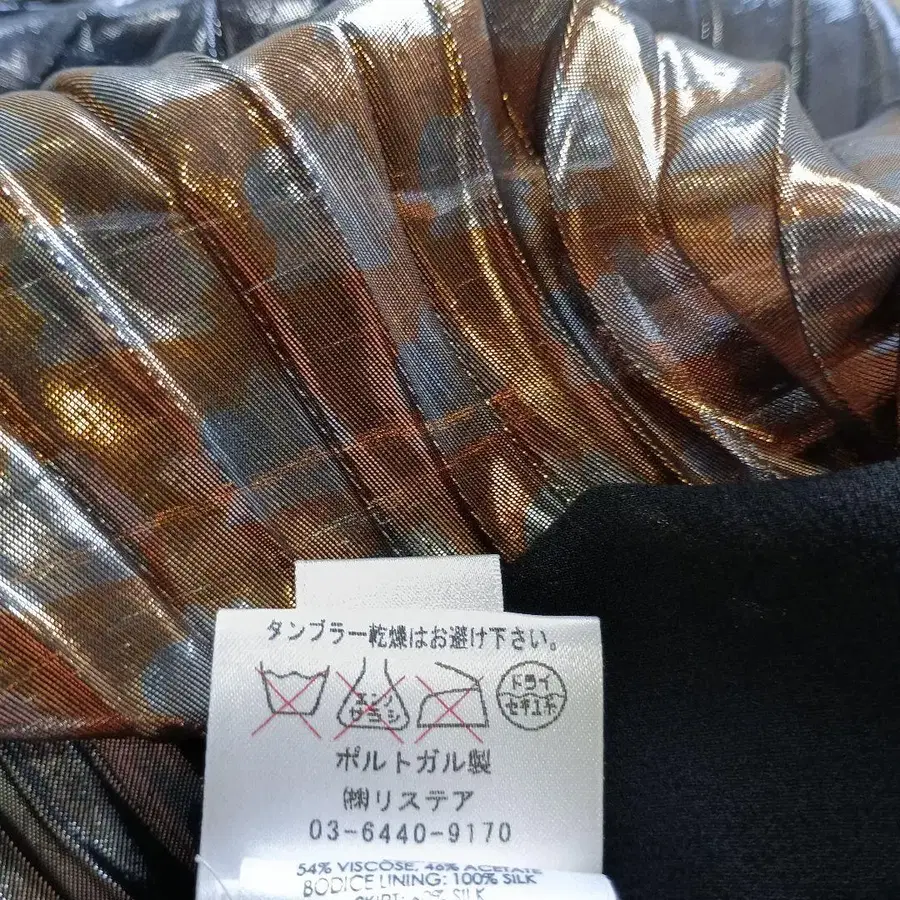 タンブラー乾燥はお避け下さい。
エンソ
サラシ
ドライ
セキユ系
ポルトガル製
㈱リステア
03-6440-9170
54% VISCOSE, 46% ACETATE
BODICE LINING: 100% SILK
SILK